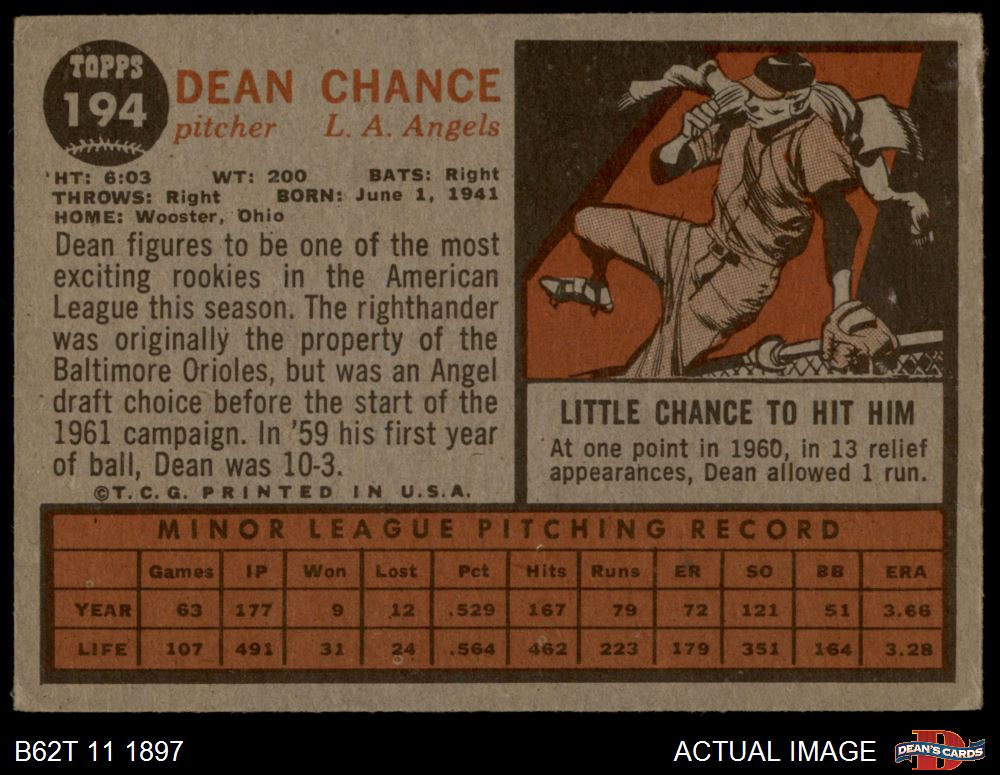 TOPPS
194
DEAN CHANCE
pitcher L. A. Angels
HT: 6:03 WT: 200 BATS: Right
THROWS: Right BORN: June 1, 1941
HOME: Wooster, Ohio
Dean figures to be one of the most
exciting rookies in the American
League this season. The righthander
was originally the property of the
Baltimore Orioles, but was an Angel
draft choice before the start of the
1961 campaign. In '59 his first year
of ball, Dean was 10-3.
©T.C.G. PRINTED IN U.S.A.
LITTLE CHANCE TO HIT HIM
At one point in 1960, in 13 relief
appearances, Dean allowed 1 run.
MINOR LEAGUE PITCHING RECORD
Games IP Won Lost Pct Hits Runs ER SO BB ERA
YEAR 63 177 9 12 .529 167 79 72 121 51 3.66
LIFE 107 491 31 24 .564 462 223 179 351 164 3.28
B62T 11 1897 ACTUAL IMAGE DEAN'S CARDS